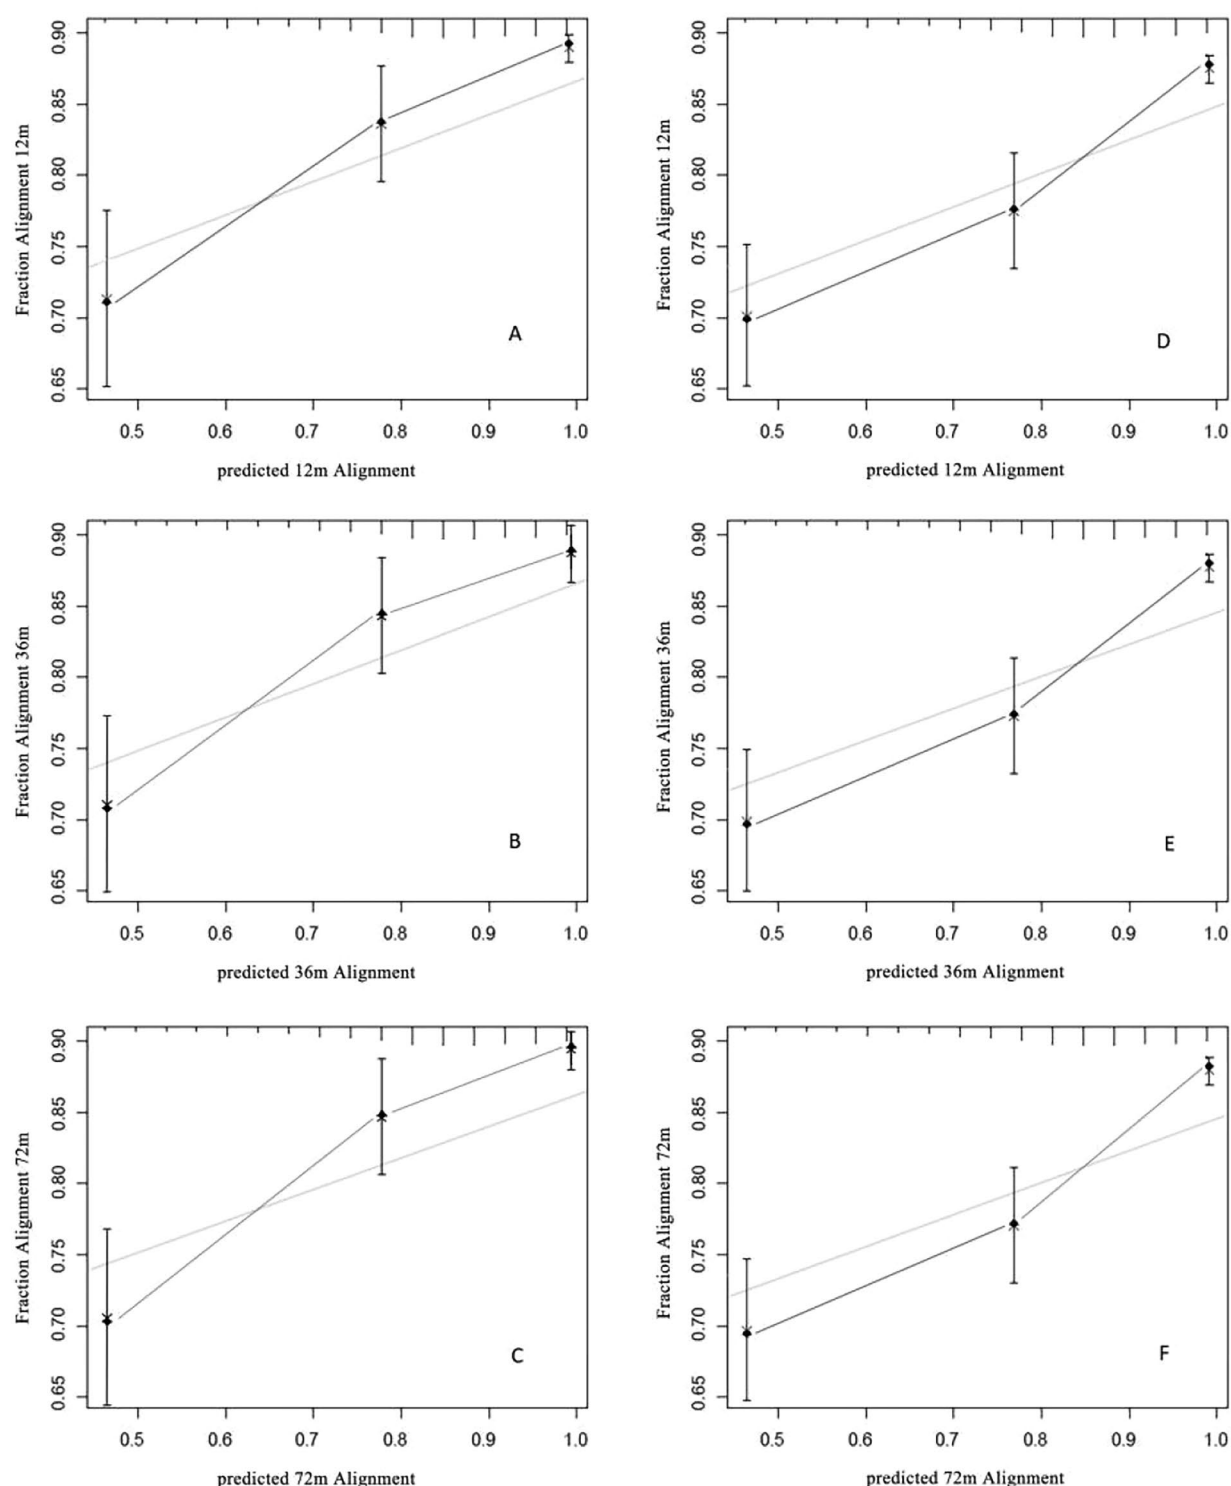 Fraction Alignment 12m
0.90
0.85
0.80
0.75
0.70
0.65
A
0.5 0.6 0.7 0.8 0.9 1.0
predicted 12m Alignment
Fraction Alignment 12m
0.90
0.85
0.80
0.75
0.70
0.65
D
0.5 0.6 0.7 0.8 0.9 1.0
predicted 12m Alignment
Fraction Alignment 36m
0.90
0.85
0.80
0.75
0.70
0.65
B
0.5 0.6 0.7 0.8 0.9 1.0
predicted 36m Alignment
Fraction Alignment 36m
0.90
0.85
0.80
0.75
0.70
0.65
E
0.5 0.6 0.7 0.8 0.9 1.0
predicted 36m Alignment
Fraction Alignment 72m
0.90
0.85
0.80
0.75
0.70
0.65
C
0.5 0.6 0.7 0.8 0.9 1.0
predicted 72m Alignment
Fraction Alignment 72m
0.90
0.85
0.80
0.75
0.70
0.65
F
0.5 0.6 0.7 0.8 0.9 1.0
predicted 72m Alignment